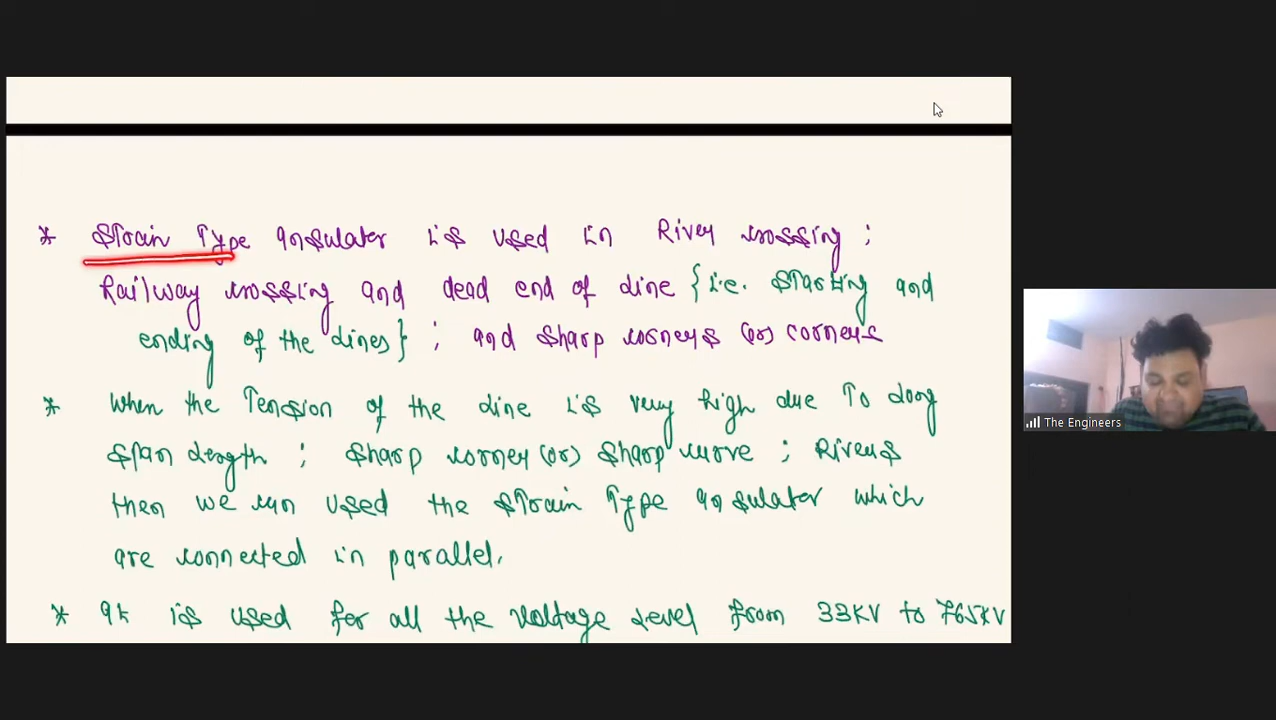 * Strain Type insulater is used in River crossing ;
Railway crossing and dead end of line {i.e. starting and
ending of the lines} ; and sharp corners (or) corners
* When the Tension of the line is very high due To long
span length ; sharp corner (or) sharp curve ; Rivers
then we can used the strain Type insulater which
are connected in parallel.
* It is used for all the voltage level from 33KV to 765KV
The Engineers